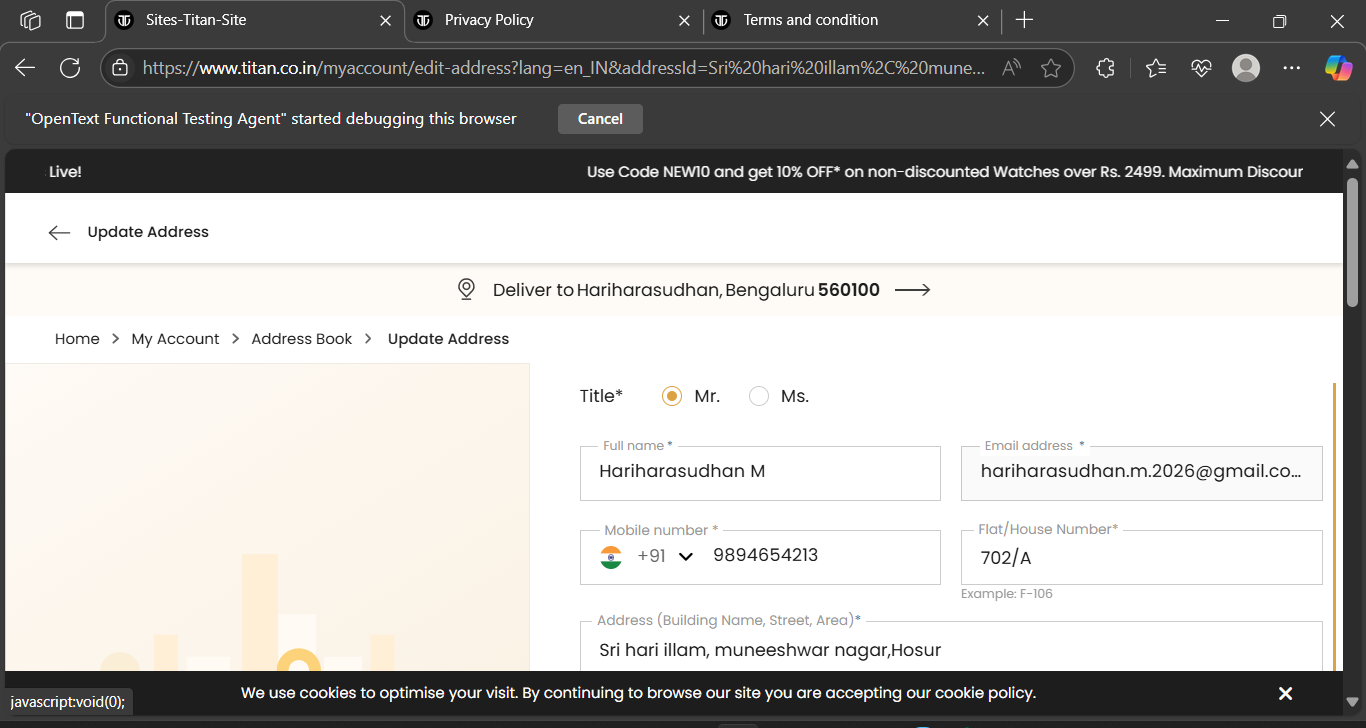 Sites-Titan-Site
Privacy Policy
Terms and condition
https://www.titan.co.in/myaccount/edit-address?lang=en_IN&addressId=Sri%20hari%20illam%2C%20mune...
"OpenText Functional Testing Agent" started debugging this browser
Cancel
Live!
Use Code NEW10 and get 10% OFF* on non-discounted Watches over Rs. 2499. Maximum Discour
Update Address
Deliver to Hariharasudhan, Bengaluru 560100
Home > My Account > Address Book > Update Address
Title* Mr. Ms.
Full name *
Hariharasudhan M
Email address *
hariharasudhan.m.2026@gmail.co...
Mobile number *
+91 9894654213
Flat/House Number*
702/A
Example: F-106
Address (Building Name, Street, Area)*
Sri hari illam, muneeshwar nagar,Hosur
We use cookies to optimise your visit. By continuing to browse our site you are accepting our cookie policy.
javascript:void(0);